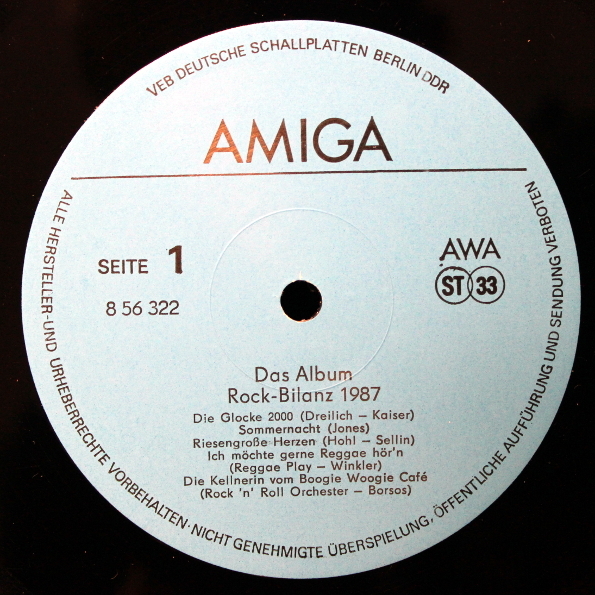 VEB DEUTSCHE SCHALLPLATTEN BERLIN DDR
AMIGA
SEITE 1
8 56 322
AWA
ST 33
Das Album
Rock-Bilanz 1987
Die Glocke 2000 (Dreilich – Kaiser)
Sommernacht (Jones)
Riesengroße Herzen (Hohl – Sellin)
Ich möchte gerne Reggae hör'n
(Reggae Play – Winkler)
Die Kellnerin vom Boogie Woogie Café
(Rock 'n' Roll Orchester – Borsos)
ALLE HERSTELLER-UND URHEBERRECHTE VORBEHALTEN·NICHT GENEHMIGTE ÜBERSPIELUNG, ÖFFENTLICHE AUFFÜHRUNG UND SENDUNG VERBOTEN